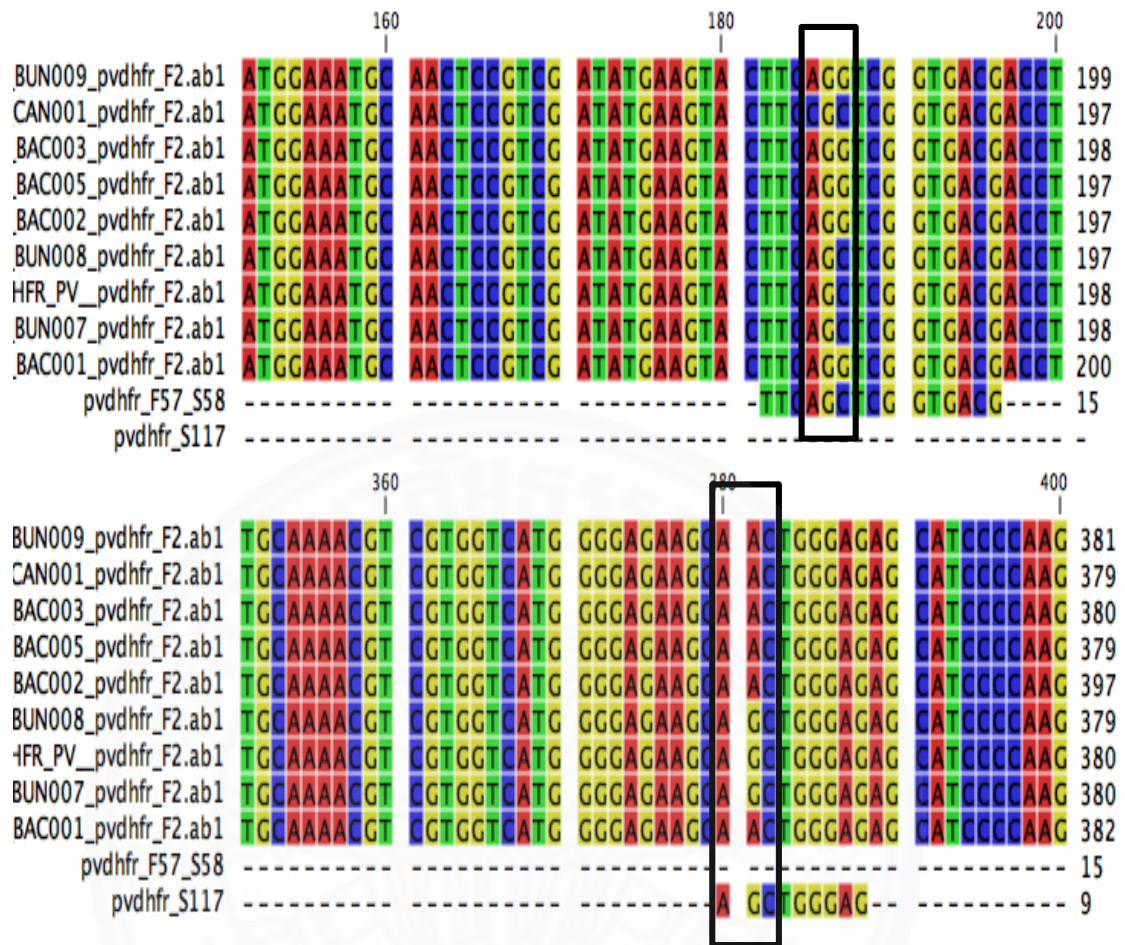 160 180 200
_BUN009_pvdhfr_F2.ab1 ATGGAAATGC AACTCCGTCG ATATGAAGTA CTTCAGGTCG GTGACGACCT 199
CAN001_pvdhfr_F2.ab1 ATGGAAATGC AACTCCGTCG ATATGAAGTA CTTCCGCTCG GTGACGACCT 197
_BAC003_pvdhfr_F2.ab1 ATGGAAATGC AACTCCGTCG ATATGAAGTA CTTCAGGTCG GTGACGACCT 198
_BAC005_pvdhfr_F2.ab1 ATGGAAATGC AACTCCGTCG ATATGAAGTA CTTCAGGTCG GTGACGACCT 197
_BAC002_pvdhfr_F2.ab1 ATGGAAATGC AACTCCGTCG ATATGAAGTA CTTCAGGTCG GTGACGACCT 197
_BUN008_pvdhfr_F2.ab1 ATGGAAATGC AACTCCGTCG ATATGAAGTA CTTCAGCTCG GTGACGACCT 197
HFR_PV__pvdhfr_F2.ab1 ATGGAAATGC AACTCCGTCG ATATGAAGTA CTTCAGCTCG GTGACGACCT 198
_BUN007_pvdhfr_F2.ab1 ATGGAAATGC AACTCCGTCG ATATGAAGTA CTTCAGCTCG GTGACGACCT 198
_BAC001_pvdhfr_F2.ab1 ATGGAAATGC AACTCCGTCG ATATGAAGTA CTTCAGGTCG GTGACGACCT 200
pvdhfr_F57_S58 ---------- ---------- ---------- -TTCAGCTCG GTGACG---- 15
pvdhfr_S117 ---------- ---------- ---------- ---------- ---------- -
360 380 400
BUN009_pvdhfr_F2.ab1 TGCAAAACGT CGTGGTCATG GGGAGAAGCA ACTGGGAGAG CATCCCCAAG 381
CAN001_pvdhfr_F2.ab1 TGCAAAACGT CGTGGTCATG GGGAGAAGCA ACTGGGAGAG CATCCCCAAG 379
BAC003_pvdhfr_F2.ab1 TGCAAAACGT CGTGGTCATG GGGAGAAGCA ACTGGGAGAG CATCCCCAAG 380
BAC005_pvdhfr_F2.ab1 TGCAAAACGT CGTGGTCATG GGGAGAAGCA ACTGGGAGAG CATCCCCAAG 379
BAC002_pvdhfr_F2.ab1 TGCAAAACGT CGTGGTCATG GGGAGAAGCA ACTGGGAGAG CATCCCCAAG 397
BUN008_pvdhfr_F2.ab1 TGCAAAACGT CGTGGTCATG GGGAGAAGCA GCTGGGAGAG CATCCCCAAG 379
HFR_PV__pvdhfr_F2.ab1 TGCAAAACGT CGTGGTCATG GGGAGAAGCA GCTGGGAGAG CATCCCCAAG 380
BUN007_pvdhfr_F2.ab1 TGCAAAACGT CGTGGTCATG GGGAGAAGCA GCTGGGAGAG CATCCCCAAG 380
BAC001_pvdhfr_F2.ab1 TGCAAAACGT CGTGGTCATG GGGAGAAGCA ACTGGGAGAG CATCCCCAAG 382
pvdhfr_F57_S58 ---------- ---------- ---------- ---------- ---------- 15
pvdhfr_S117 ---------- ---------- ---------A GCTGGGAG-- ---------- 9